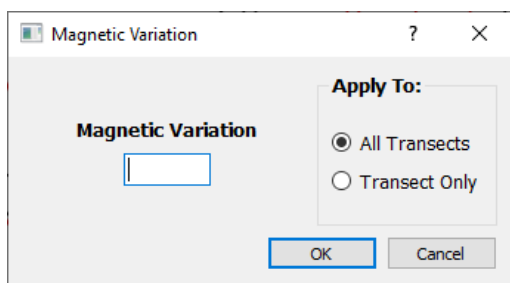 Magnetic Variation
?
Apply To:
Magnetic Variation
All Transects
Transect Only
OK
Cancel